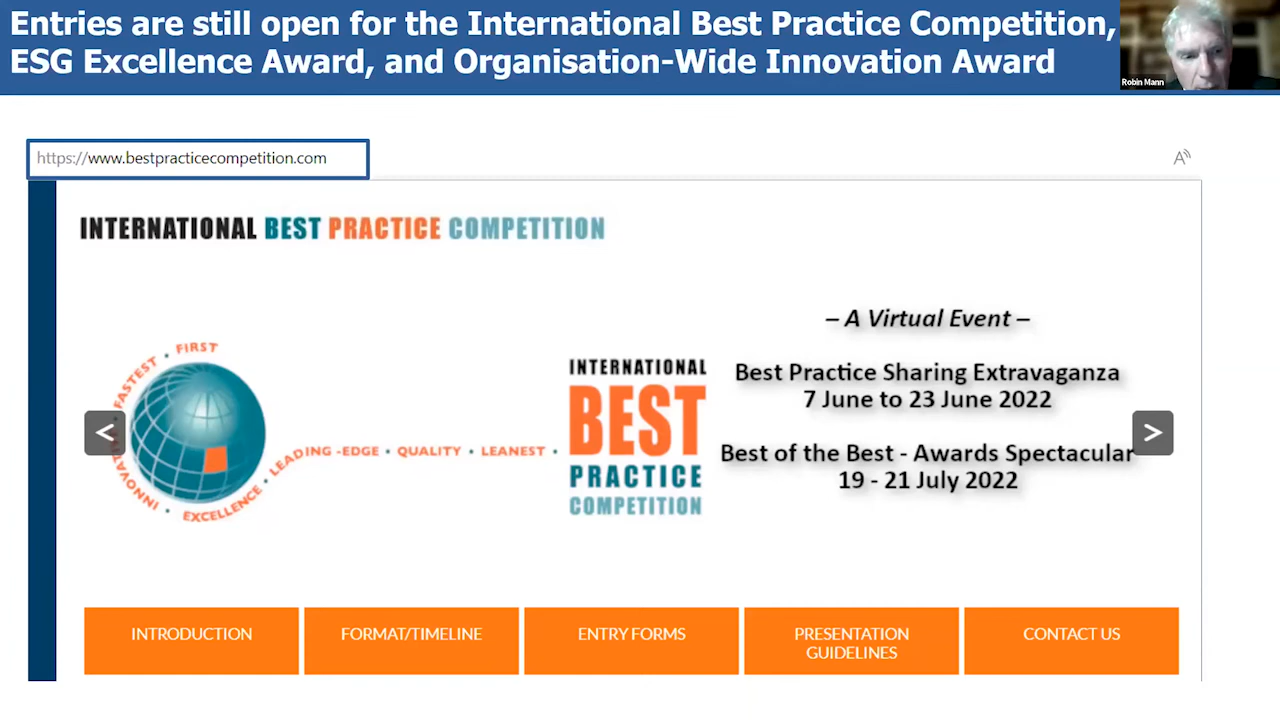 Entries are still open for the International Best Practice Competition,
ESG Excellence Award, and Organisation-Wide Innovation Award
Robin Mann
https://www.bestpracticecompetition.com
A
INTERNATIONAL BEST PRACTICE COMPETITION
FIRST
FASTEST
INNOVATI
EXCELLENCE
LEADING -EDGE • QUALITY • LEANEST •
INTERNATIONAL
BEST
PRACTICE
COMPETITION
– A Virtual Event –
Best Practice Sharing Extravaganza
7 June to 23 June 2022
Best of the Best - Awards Spectacular
19 - 21 July 2022
<
>
INTRODUCTION
FORMAT/TIMELINE
ENTRY FORMS
PRESENTATION
GUIDELINES
CONTACT US